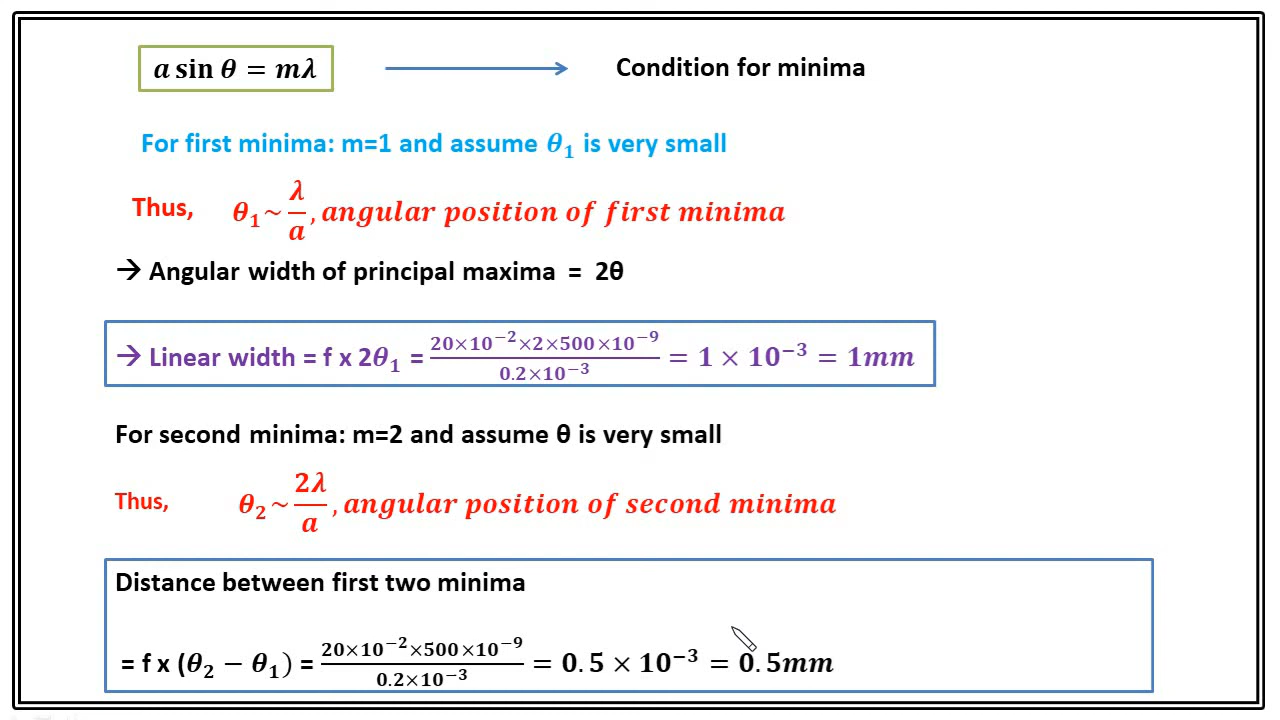 a sin θ = mλ → Condition for minima
For first minima: m=1 and assume θ₁ is very small
Thus, θ₁~λ/a, angular position of first minima
→ Angular width of principal maxima = 2θ
→ Linear width = f x 2θ₁ = (20×10⁻²×2×500×10⁻⁹)/(0.2×10⁻³) = 1 × 10⁻³ = 1mm
For second minima: m=2 and assume θ is very small
Thus, θ₂~2λ/a, angular position of second minima
Distance between first two minima
= f x (θ₂ − θ₁) = (20×10⁻²×500×10⁻⁹)/(0.2×10⁻³) = 0.5 × 10⁻³ = 0.5mm